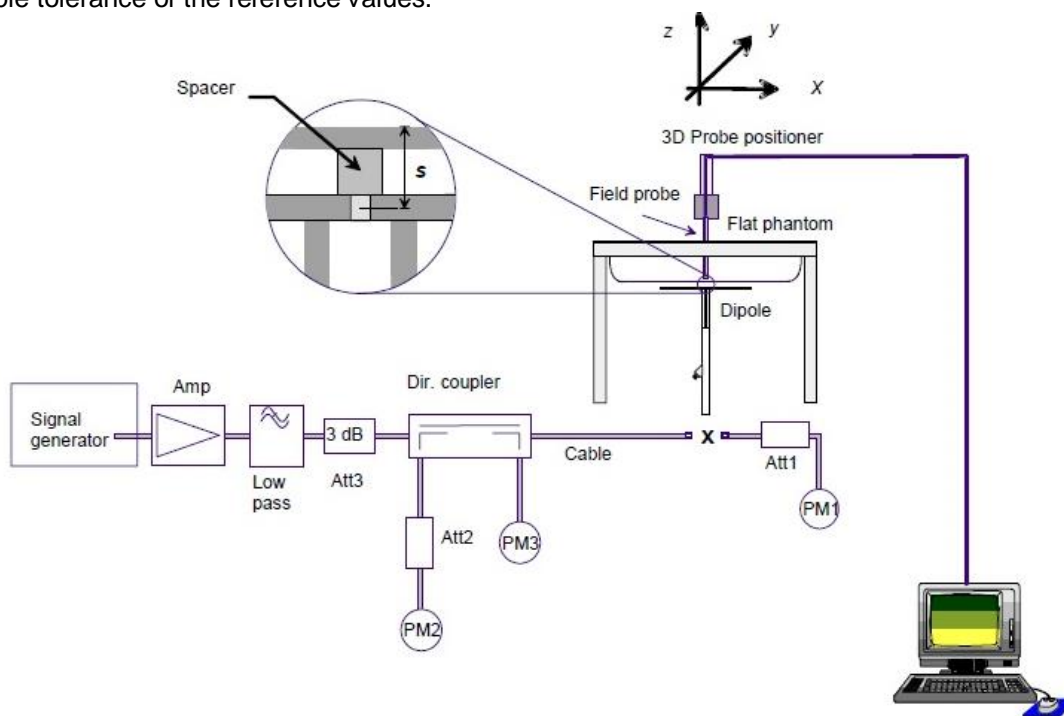 ble tolerance of the reference values.
z
y
X
Spacer
s
3D Probe positioner
Field probe
Flat phantom
Dipole
Signal
generator
Amp
Low
pass
3 dB
Att3
Dir. coupler
Cable
x
Att1
PM1
Att2
PM3
PM2